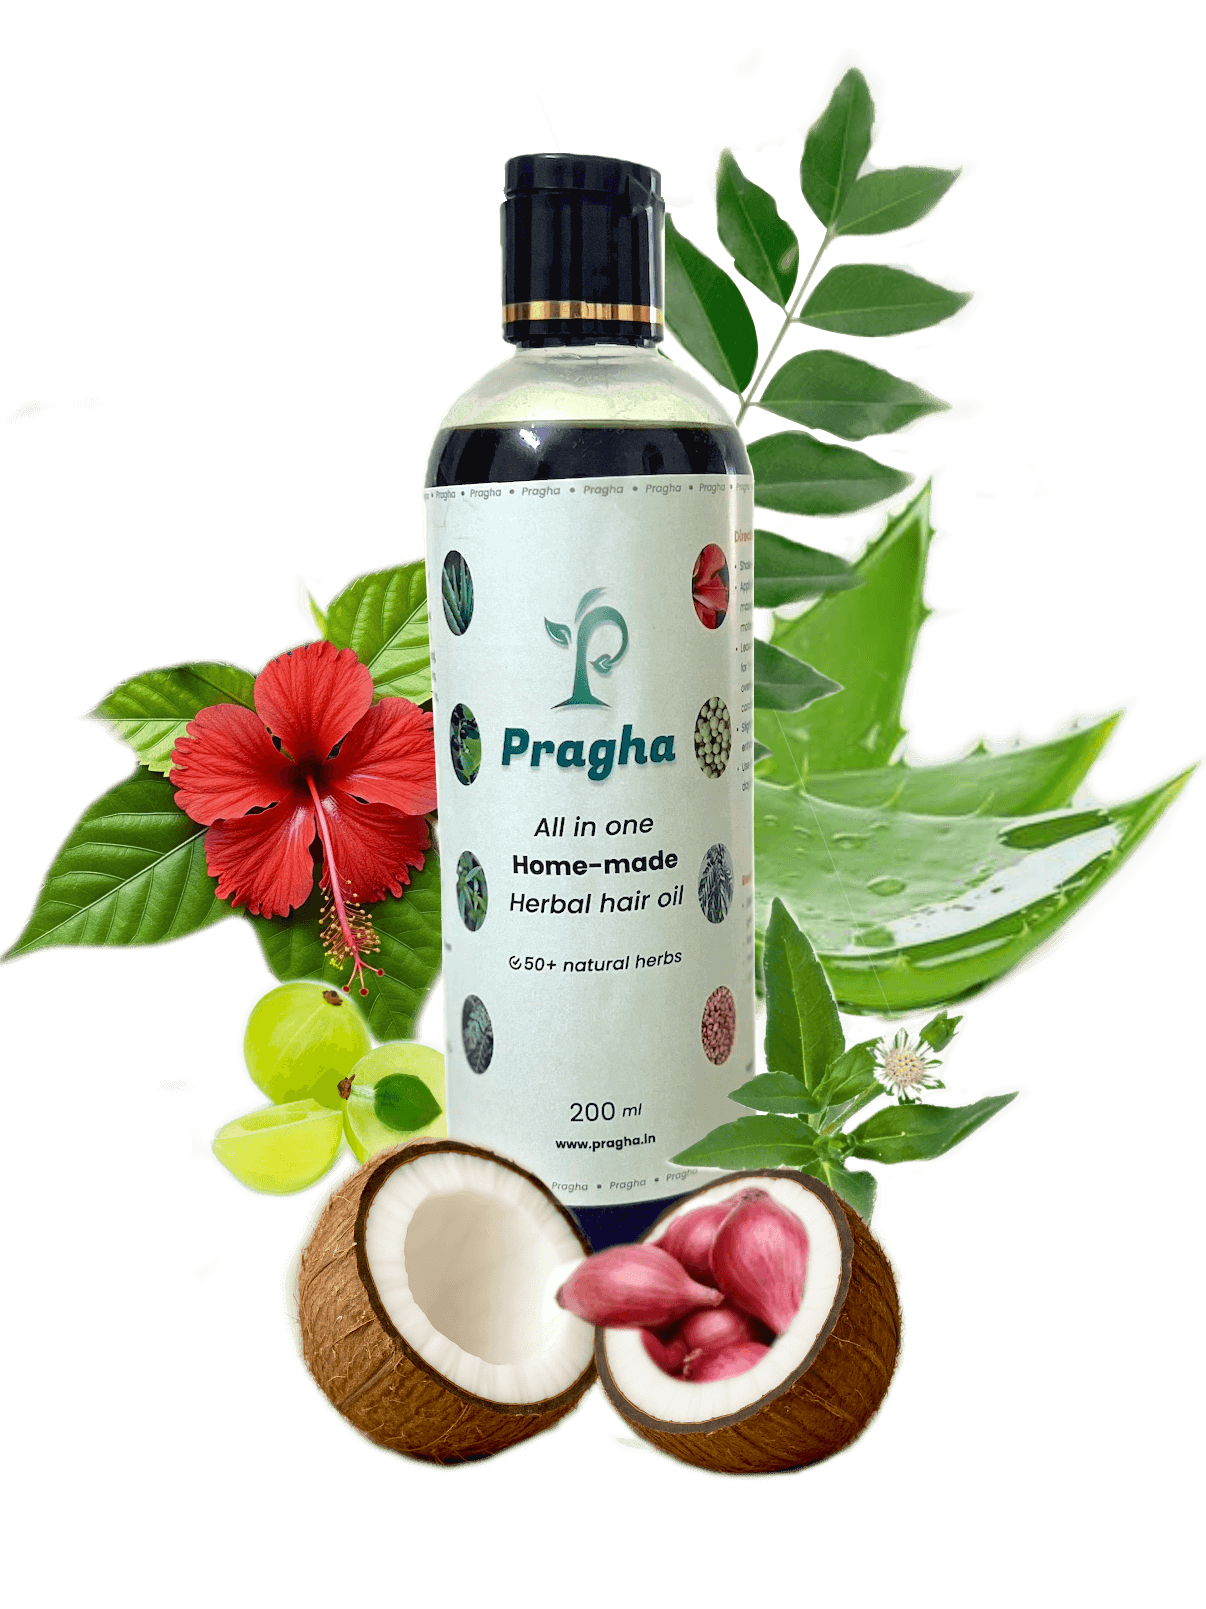 Pragha • Pragha • Pragha • Pragha • Pragha • Pragha
Pragha
All in one
Home-made
Herbal hair oil
50+ natural herbs
200 ml
www.pragha.in
Pragha • Pragha • Pragha